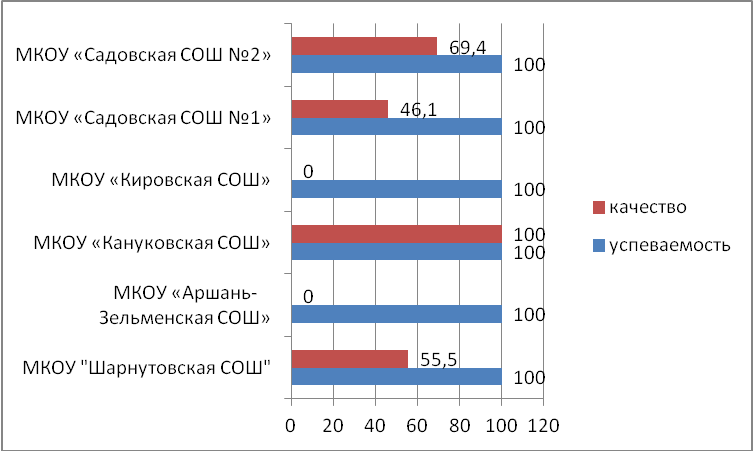 МКОУ «Садовская СОШ №2»
69,4
100
МКОУ «Садовская СОШ №1»
46,1
100
МКОУ «Кировская СОШ»
0
100
МКОУ «Кануковская СОШ»
100
100
МКОУ «Аршань-
Зельменская СОШ»
0
100
МКОУ "Шарнутовская СОШ"
55,5
100
0 20 40 60 80 100 120
качество
успеваемость